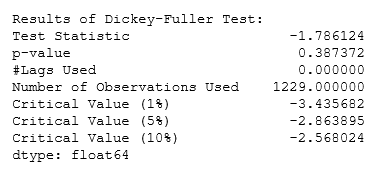 Results of Dickey-Fuller Test:
Test Statistic -1.786124
p-value 0.387372
#Lags Used 0.000000
Number of Observations Used 1229.000000
Critical Value (1%) -3.435682
Critical Value (5%) -2.863895
Critical Value (10%) -2.568024
dtype: float64